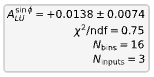 A_{LU}^{sin ϕ} = +0.0138 ± 0.0074
χ²/ndf = 0.75
N_{bins} = 16
N_{inputs} = 3